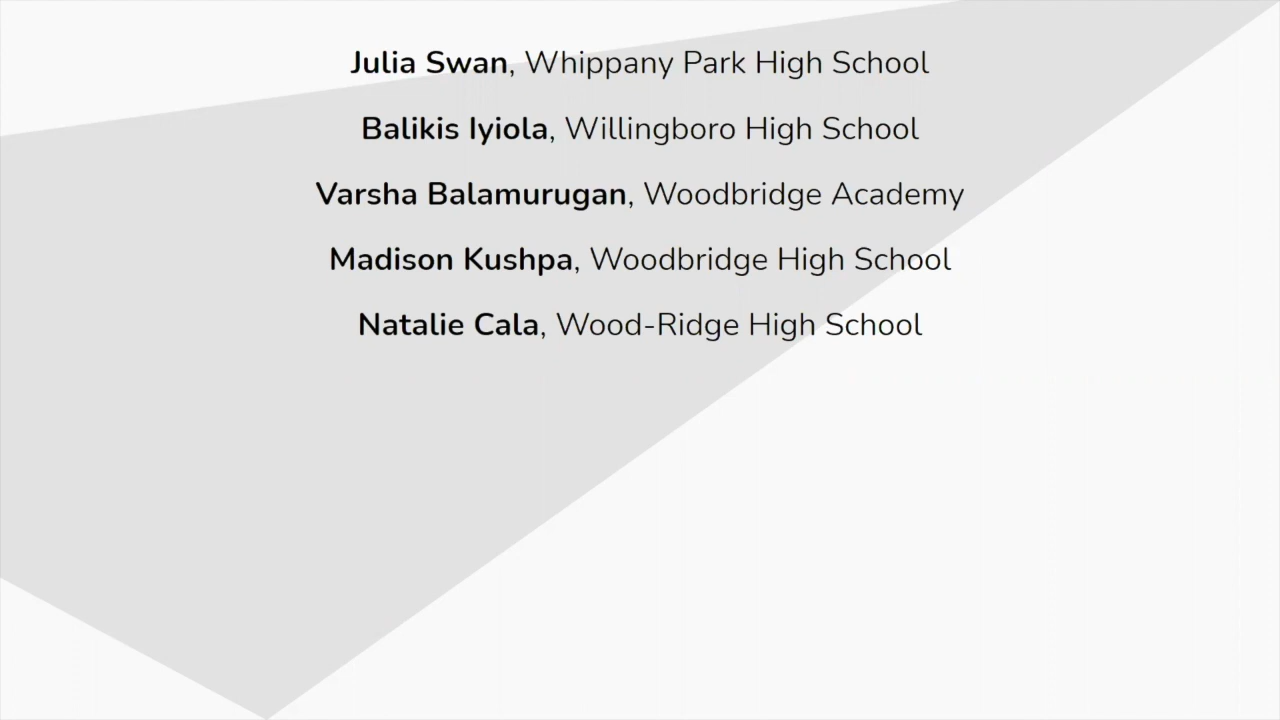 Julia Swan, Whippany Park High School
Balikis Iyiola, Willingboro High School
Varsha Balamurugan, Woodbridge Academy
Madison Kushpa, Woodbridge High School
Natalie Cala, Wood-Ridge High School